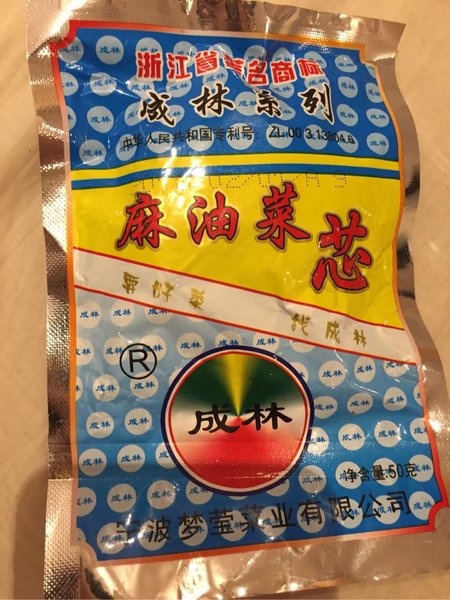 浙江省著名商标
成林系列
中华人民共和国专利号: ZL 00 3 13804.6
麻油菜芯
要好菜 找成林
®
成林
净含量:50克
宁波梦莹菜业有限公司